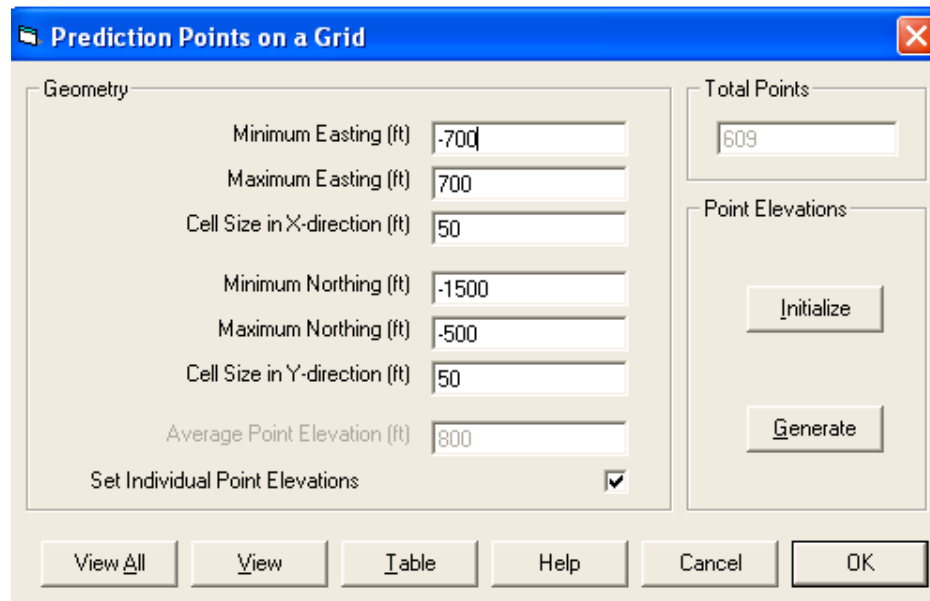 Prediction Points on a Grid
Geometry
Minimum Easting (ft) -700
Maximum Easting (ft) 700
Cell Size in X-direction (ft) 50
Minimum Northing (ft) -1500
Maximum Northing (ft) -500
Cell Size in Y-direction (ft) 50
Average Point Elevation (ft) 800
Set Individual Point Elevations
Total Points
609
Point Elevations
Initialize
Generate
View All View Table Help Cancel OK